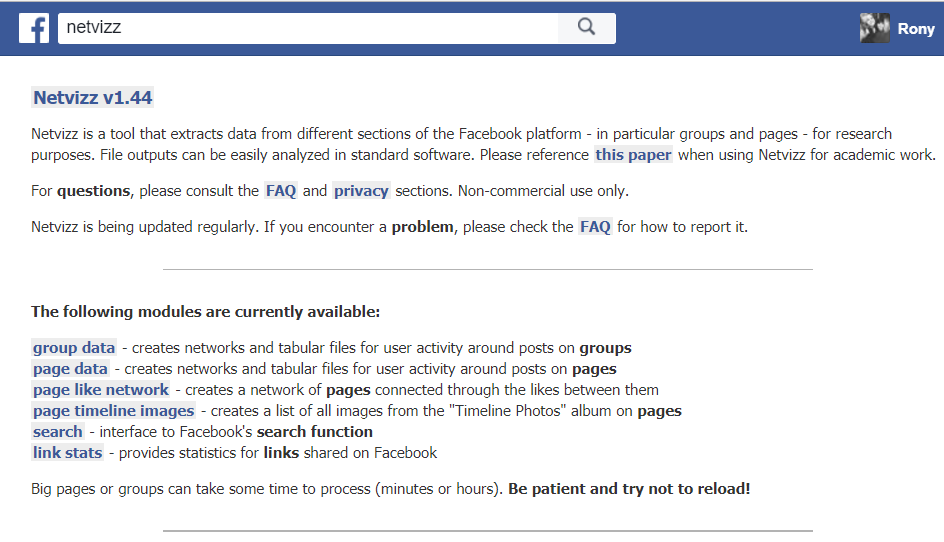 netvizz
Rony
Netvizz v1.44
Netvizz is a tool that extracts data from different sections of the Facebook platform - in particular groups and pages - for research
purposes. File outputs can be easily analyzed in standard software. Please reference this paper when using Netvizz for academic work.
For questions, please consult the FAQ and privacy sections. Non-commercial use only.
Netvizz is being updated regularly. If you encounter a problem, please check the FAQ for how to report it.
The following modules are currently available:
group data - creates networks and tabular files for user activity around posts on groups
page data - creates networks and tabular files for user activity around posts on pages
page like network - creates a network of pages connected through the likes between them
page timeline images - creates a list of all images from the "Timeline Photos" album on pages
search - interface to Facebook's search function
link stats - provides statistics for links shared on Facebook
Big pages or groups can take some time to process (minutes or hours). Be patient and try not to reload!